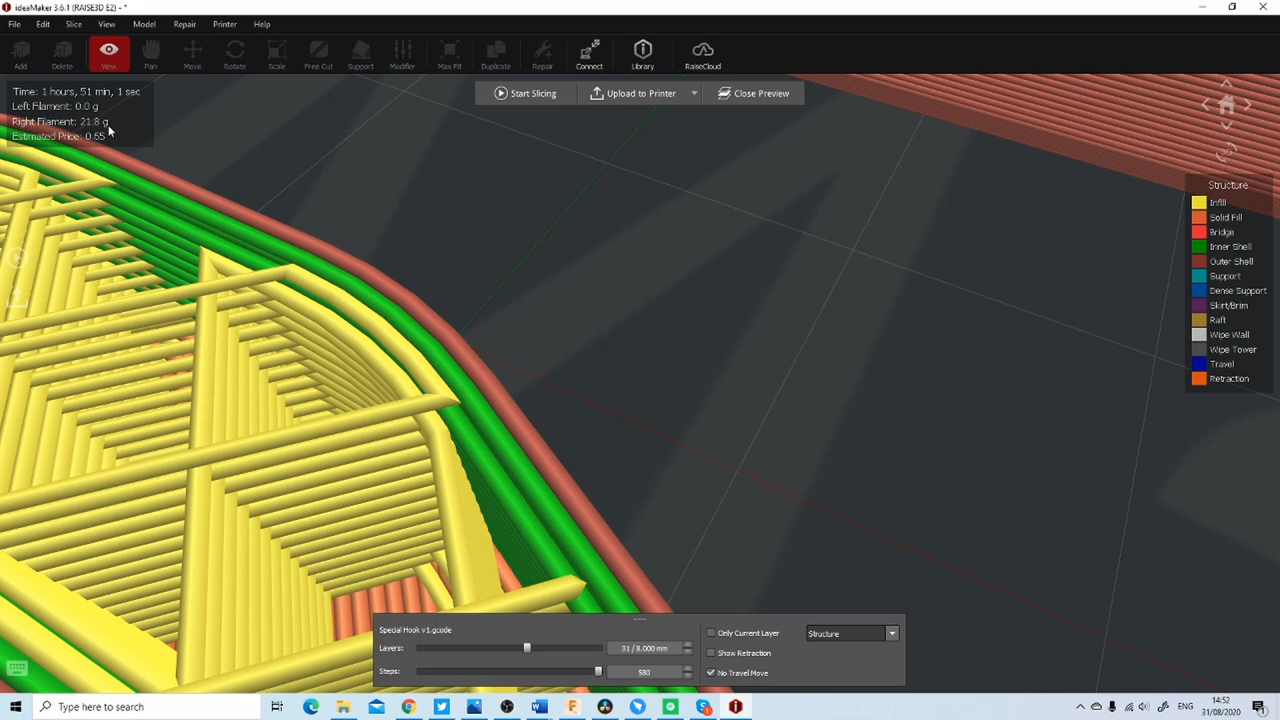 ideaMaker 3.6.1 (RAISE3D E2) - *
File Edit Slice View Model Repair Printer Help
Add Delete View Pan Move Rotate Scale Free Cut Support Modifier Max Fit Duplicate Repair Connect Library RaiseCloud
Time: 1 hours, 51 min, 1 sec
Left Filament: 0.0 g
Right Filament: 21.8 g
Estimated Price: 0.65
Start Slicing Upload to Printer Close Preview
Structure
Infill
Solid Fill
Bridge
Inner Shell
Outer Shell
Support
Dense Support
Skirt/Brim
Raft
Wipe Wall
Wipe Tower
Travel
Retraction
Special Hook v1.gcode
Layers: 31 / 8.000 mm
Steps: 580
Only Current Layer
Show Retraction
No Travel Move
Structure
Type here to search
14:52
31/08/2020